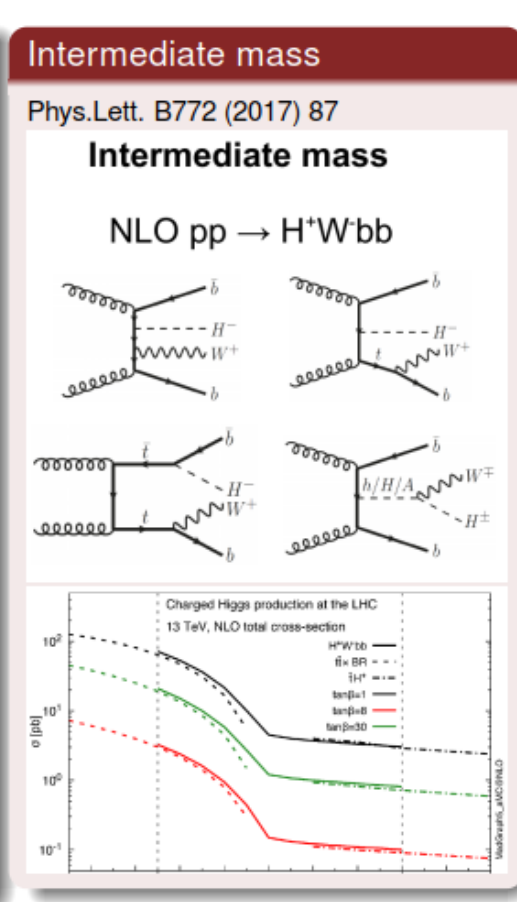 Intermediate mass
Phys.Lett. B772 (2017) 87
Intermediate mass
NLO pp → H⁺W⁻bb
b̄
H⁻
W⁺
b
b̄
H⁻
t
W⁺
b
t̄
b̄
H⁻
W⁺
t
b
b̄
h/H/A
W∓
H±
b
Charged Higgs production at the LHC
13 TeV, NLO total cross-section
H⁺W⁻bb
tt̄× BR
t̄H⁺
tanβ=1
tanβ=8
tanβ=30
10²
10¹
10⁰
10⁻¹
σ [pb]
MadGraph5_aMC@NLO